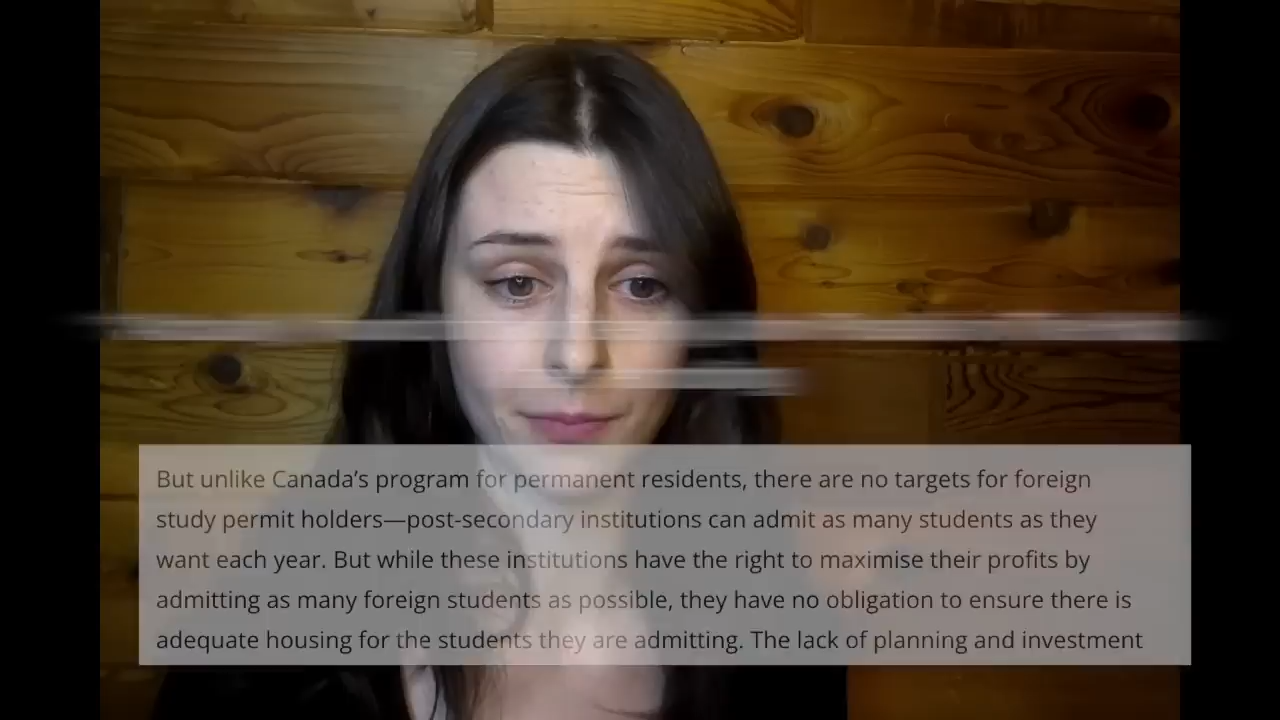 But unlike Canada’s program for permanent residents, there are no targets for foreign
study permit holders—post-secondary institutions can admit as many students as they
want each year. But while these institutions have the right to maximise their profits by
admitting as many foreign students as possible, they have no obligation to ensure there is
adequate housing for the students they are admitting. The lack of planning and investment